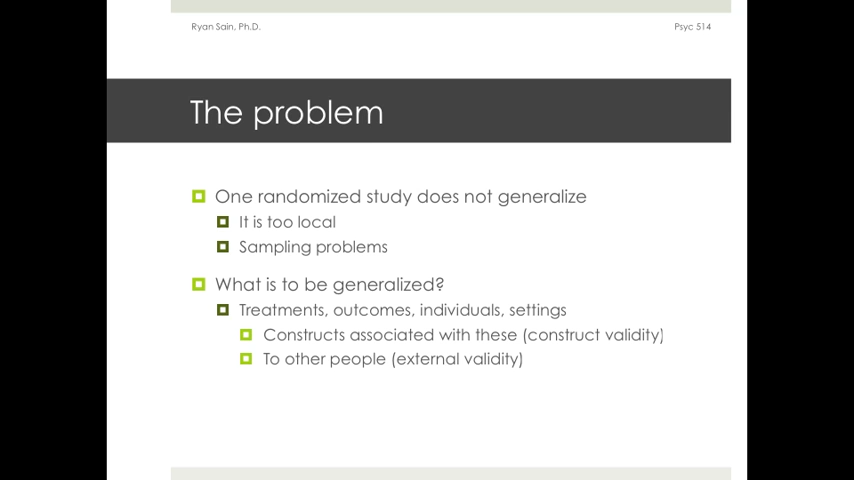 Ryan Sain, Ph.D.
Psyc 514
The problem
One randomized study does not generalize
It is too local
Sampling problems
What is to be generalized?
Treatments, outcomes, individuals, settings
Constructs associated with these (construct validity)
To other people (external validity)